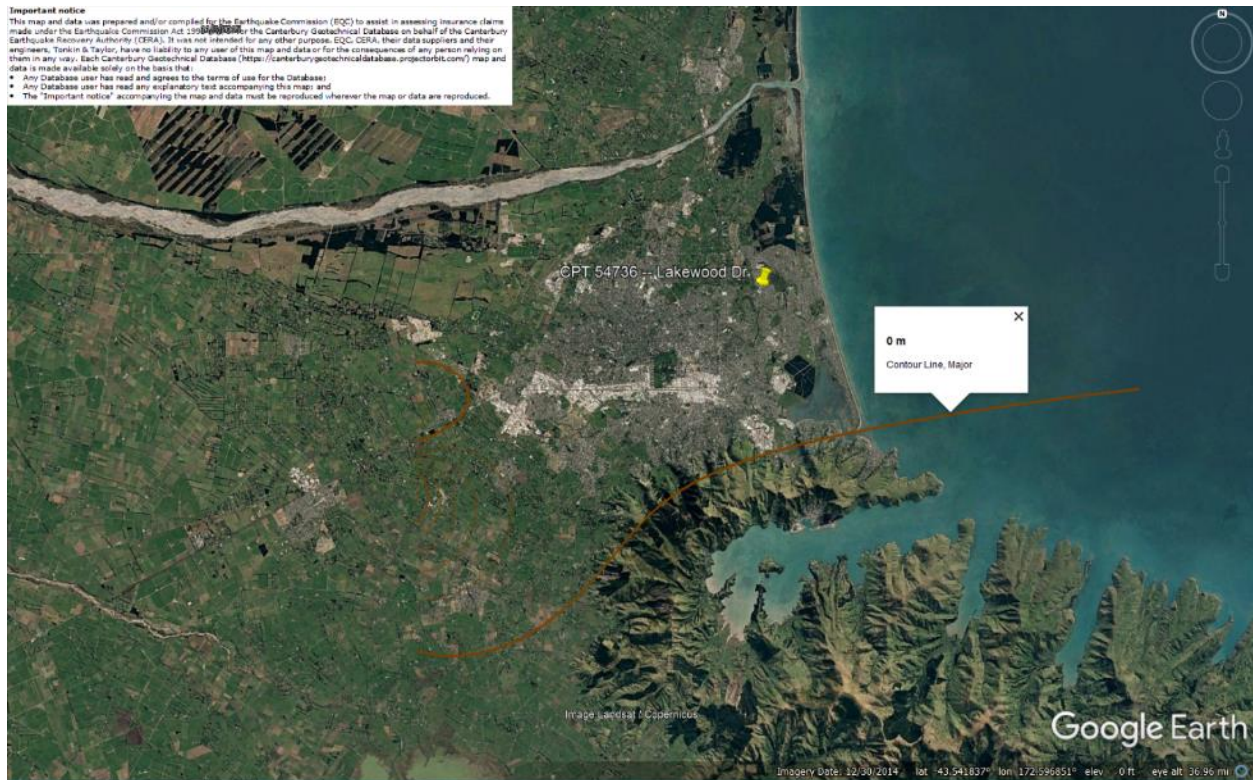 Important notice
This map and data was prepared and/or compiled for the Earthquake Commission (EQC) to assist in assessing insurance claims
made under the Earthquake Commission Act 1993 for the Canterbury Geotechnical Database on behalf of the Canterbury
Earthquake Recovery Authority (CERA). It was not intended for any other purpose. EQC, CERA, their data suppliers and their
engineers, Tonkin & Taylor, have no liability to any user of this map and data or for the consequences of any person relying on
them in any way. Each Canterbury Geotechnical Database (https://canterburygeotechnicaldatabase.projectorbit.com/) map and
data is made available solely on the basis that:
• Any Database user has read and agrees to the terms of use for the Database;
• Any Database user has read any explanatory text accompanying this map; and
• The "Important notice" accompanying the map and data must be reproduced wherever the map or data are reproduced.
N
CPT 54736 -- Lakewood Dr.
0 m
Contour Line, Major
Image Landsat / Copernicus
Google Earth
Imagery Date: 12/30/2014 lat -43.541837° lon 172.596851° elev 0 ft eye alt 36.96 mi